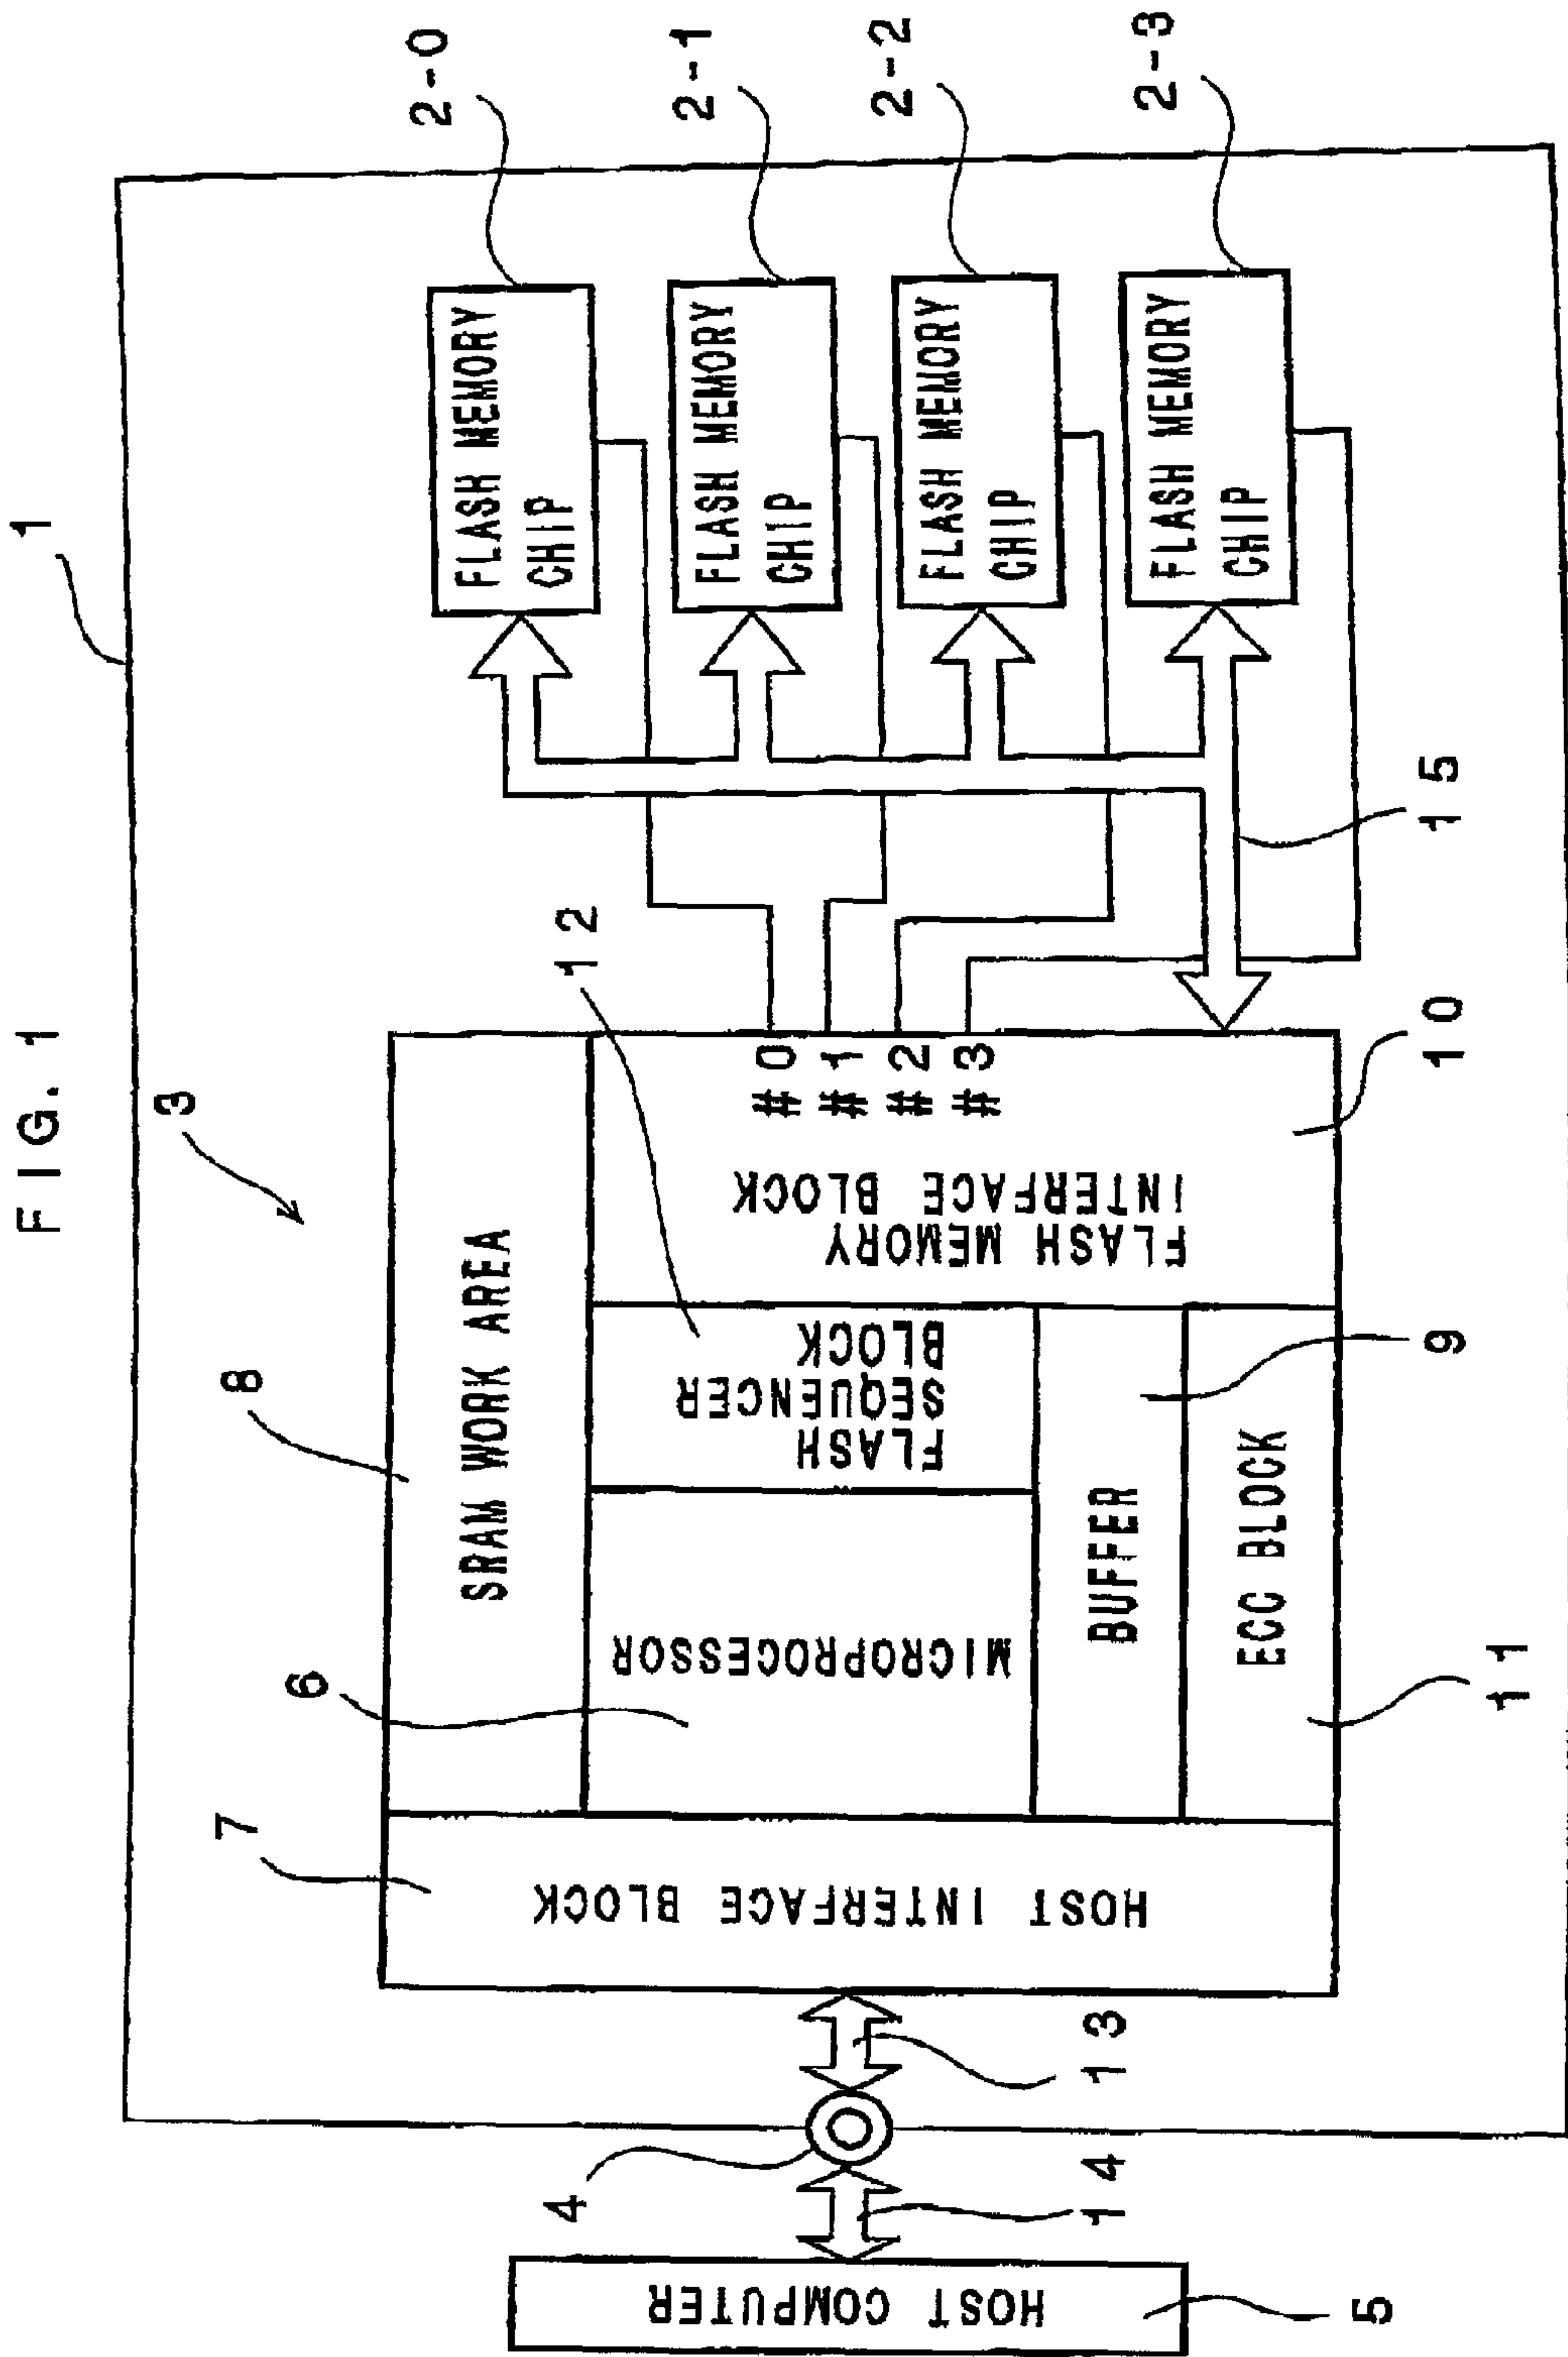 FIG. 1
1
3
2-0
2-1
2-2
2-3
FLASH MEMORY
CHIP
FLASH MEMORY
CHIP
FLASH MEMORY
CHIP
FLASH MEMORY
CHIP
15
12
8
SRAM WORK AREA
6
MICROPROCESSOR
FLASH
SEQUENCER
BLOCK
FLASH MEMORY
INTERFACE BLOCK
#0
#1
#2
#3
10
BUFFER
9
ECC BLOCK
11
7
HOST INTERFACE BLOCK
13
4
14
HOST COMPUTER
5